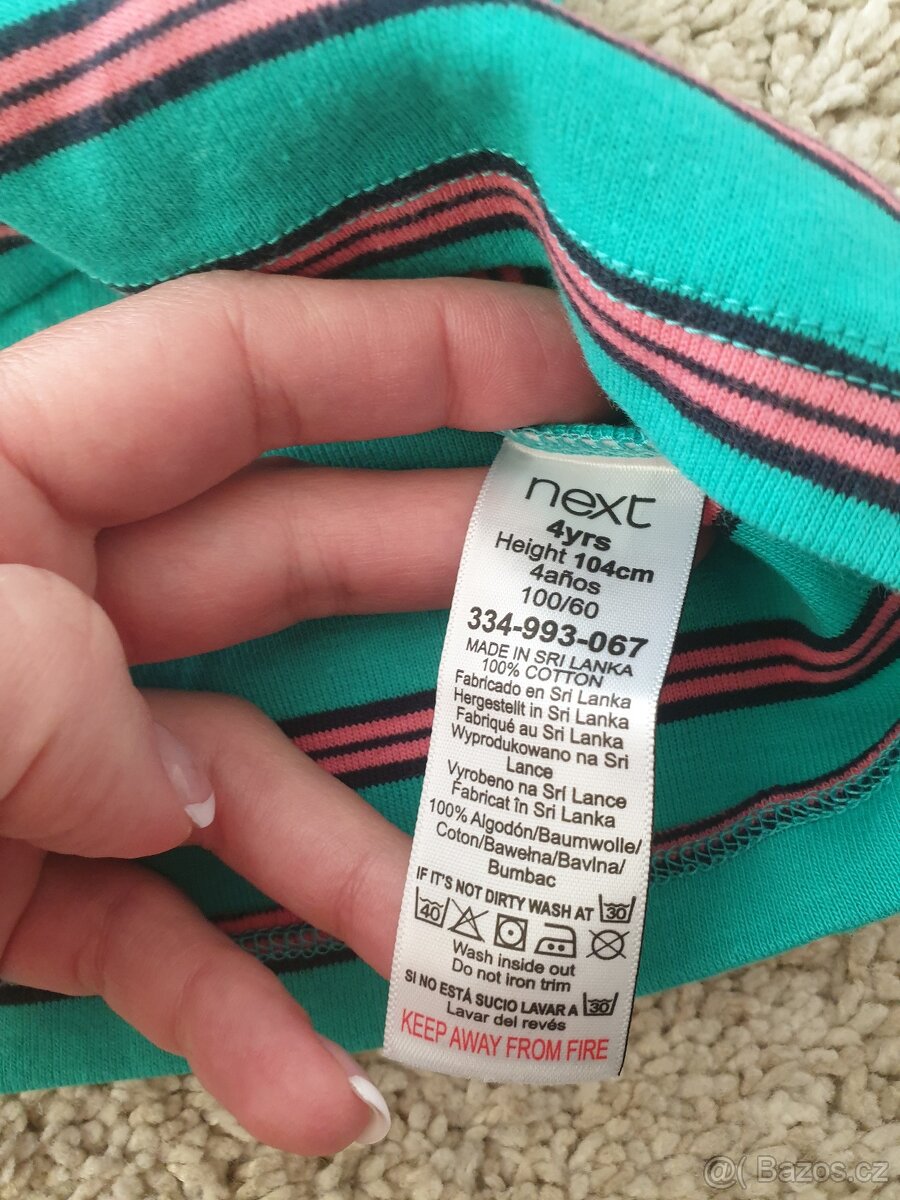 next
4yrs
Height 104cm
4años
100/60
334-993-067
MADE IN SRI LANKA
100% COTTON
Fabricado en Sri Lanka
Hergestellt in Sri Lanka
Fabriqué au Sri Lanka
Wyprodukowano na Sri
Lance
Vyrobeno na Srí Lance
Fabricat în Sri Lanka
100% Algodón/Baumwolle/
Coton/Bawełna/Bavlna/
Bumbac
IF IT'S NOT DIRTY WASH AT 30
40
Wash inside out
Do not iron trim
SI NO ESTÁ SUCIO LAVAR A 30
Lavar del revés
KEEP AWAY FROM FIRE
@( Bazos.cz